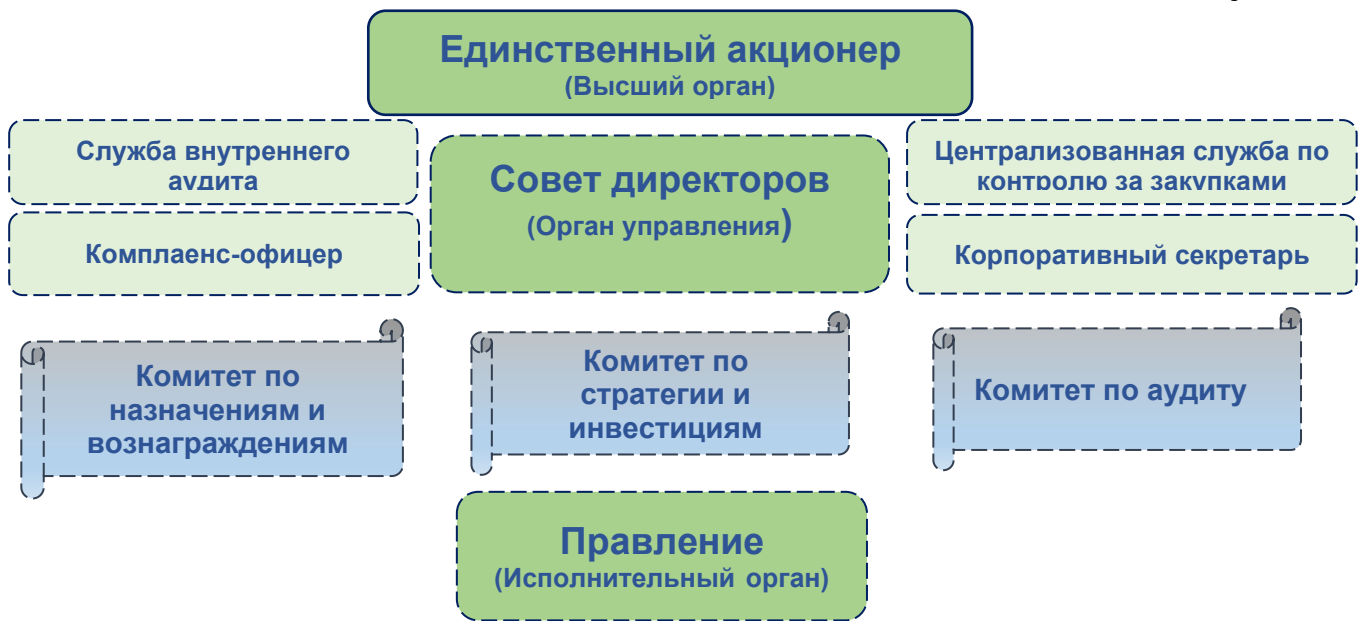 Единственный акционер
(Высший орган)
Служба внутреннего
аудита
Совет директоров
(Орган управления)
Централизованная служба по
контролю за закупками
Комплаенс-офицер
Корпоративный секретарь
Комитет по
назначениям и
вознаграждениям
Комитет по
стратегии и
инвестициям
Комитет по аудиту
Правление
(Исполнительный орган)